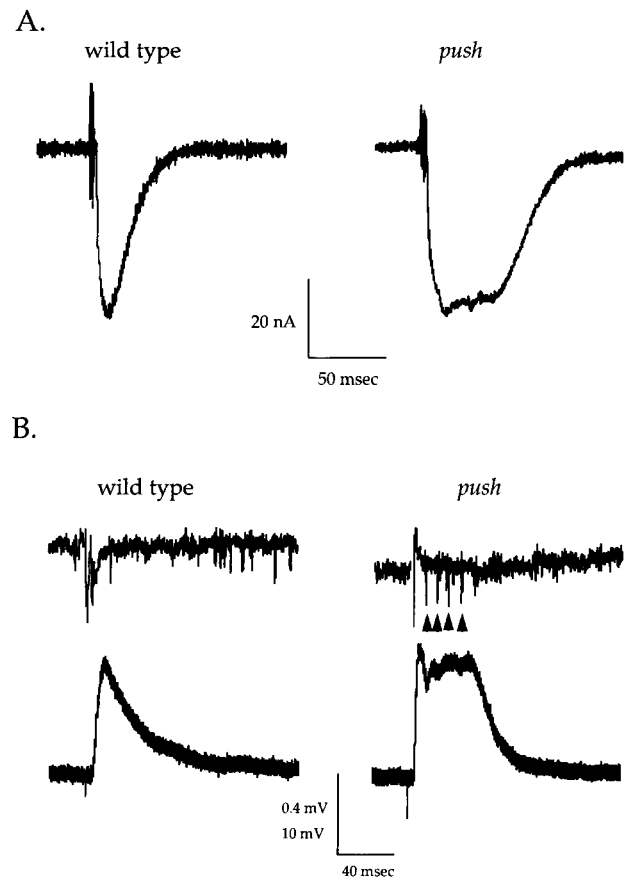 A.
wild type
push
20 nA
50 msec
B.
wild type
push
0.4 mV
10 mV
40 msec